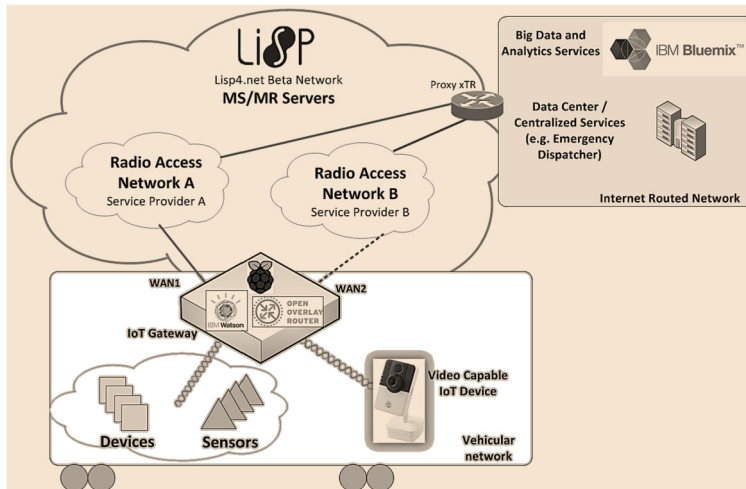 LiSP
Lisp4.net Beta Network
MS/MR Servers
Proxy xTR
Big Data and
Analytics Services
IBM Bluemix™
Data Center /
Centralized Services
(e.g. Emergency
Dispatcher)
Internet Routed Network
Radio Access
Network A
Service Provider A
Radio Access
Network B
Service Provider B
WAN1
WAN2
IBM Watson
OPEN
OVERLAY
ROUTER
IoT Gateway
Video Capable
IoT Device
Devices
Sensors
Vehicular
network